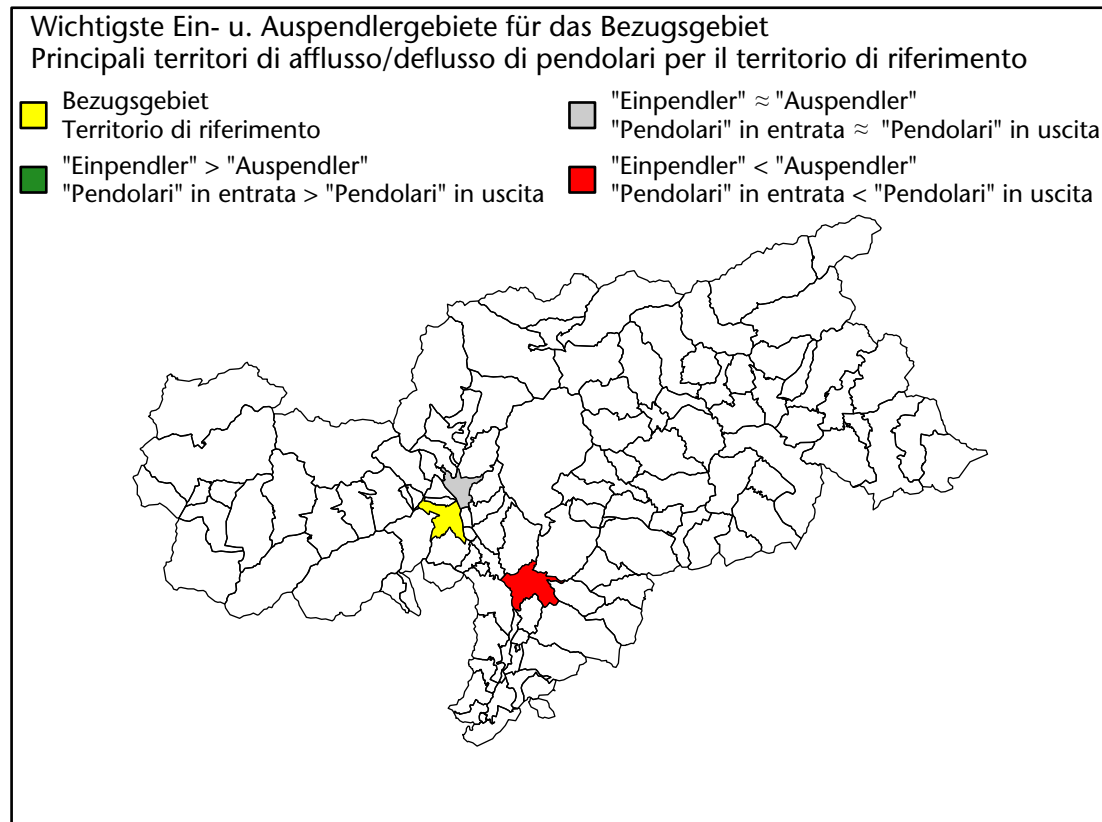 Wichtigste Ein- u. Auspendlergebiete für das Bezugsgebiet
Principali territori di afflusso/deflusso di pendolari per il territorio di riferimento
Bezugsgebiet
Territorio di riferimento
"Einpendler" > "Auspendler"
"Pendolari" in entrata > "Pendolari" in uscita
"Einpendler" ≈ "Auspendler"
"Pendolari" in entrata ≈ "Pendolari" in uscita
"Einpendler" < "Auspendler"
"Pendolari" in entrata < "Pendolari" in uscita